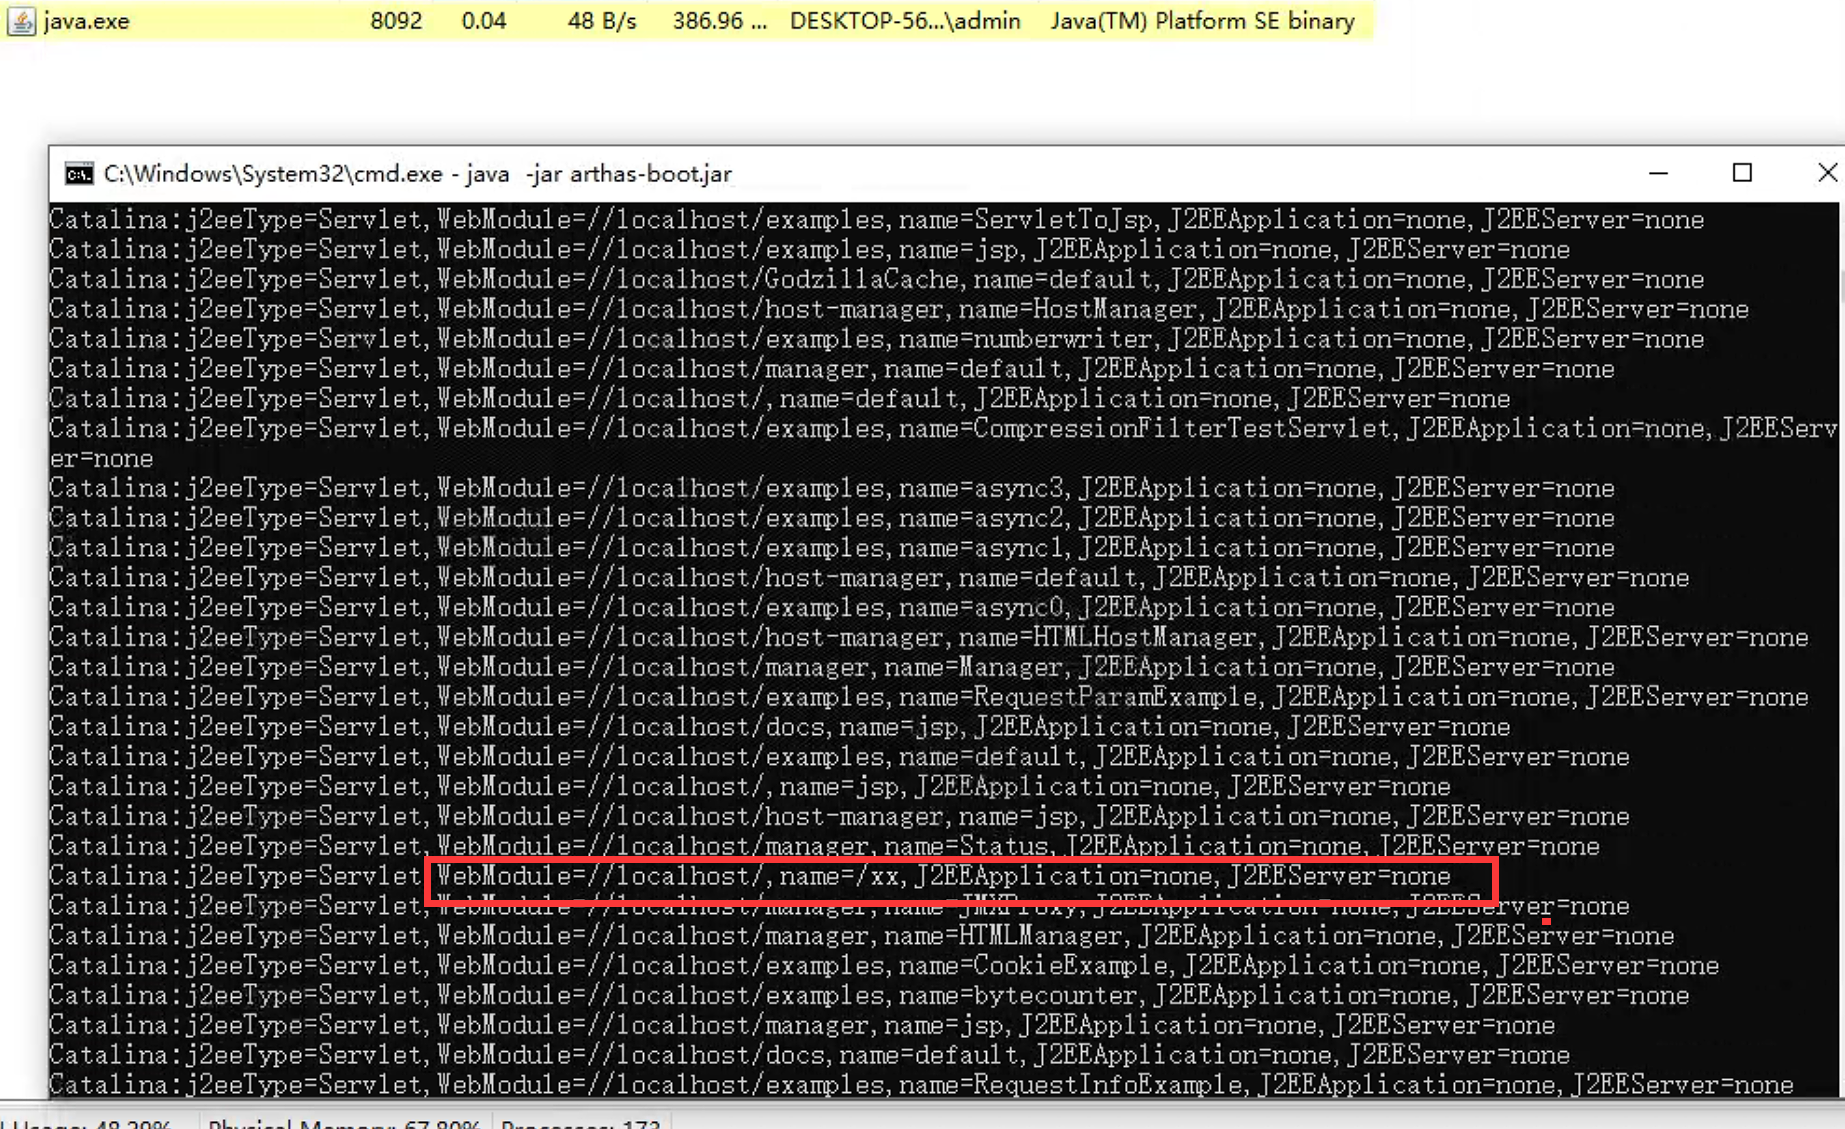 java.exe 8092 0.04 48 B/s 386.96 ... DESKTOP-56...\admin Java(TM) Platform SE binary
C:\Windows\System32\cmd.exe - java -jar arthas-boot.jar
Catalina:j2eeType=Servlet,WebModule=//localhost/examples,name=ServletToJsp,J2EEApplication=none,J2EEServer=none
Catalina:j2eeType=Servlet,WebModule=//localhost/examples,name=jsp,J2EEApplication=none,J2EEServer=none
Catalina:j2eeType=Servlet,WebModule=//localhost/GodzillaCache,name=default,J2EEApplication=none,J2EEServer=none
Catalina:j2eeType=Servlet,WebModule=//localhost/host-manager,name=HostManager,J2EEApplication=none,J2EEServer=none
Catalina:j2eeType=Servlet,WebModule=//localhost/examples,name=numberwriter,J2EEApplication=none,J2EEServer=none
Catalina:j2eeType=Servlet,WebModule=//localhost/manager,name=default,J2EEApplication=none,J2EEServer=none
Catalina:j2eeType=Servlet,WebModule=//localhost/,name=default,J2EEApplication=none,J2EEServer=none
Catalina:j2eeType=Servlet,WebModule=//localhost/examples,name=CompressionFilterTestServlet,J2EEApplication=none,J2EEServ
er=none
Catalina:j2eeType=Servlet,WebModule=//localhost/examples,name=async3,J2EEApplication=none,J2EEServer=none
Catalina:j2eeType=Servlet,WebModule=//localhost/examples,name=async2,J2EEApplication=none,J2EEServer=none
Catalina:j2eeType=Servlet,WebModule=//localhost/examples,name=async1,J2EEApplication=none,J2EEServer=none
Catalina:j2eeType=Servlet,WebModule=//localhost/host-manager,name=default,J2EEApplication=none,J2EEServer=none
Catalina:j2eeType=Servlet,WebModule=//localhost/examples,name=async0,J2EEApplication=none,J2EEServer=none
Catalina:j2eeType=Servlet,WebModule=//localhost/host-manager,name=HTMLHostManager,J2EEApplication=none,J2EEServer=none
Catalina:j2eeType=Servlet,WebModule=//localhost/manager,name=Manager,J2EEApplication=none,J2EEServer=none
Catalina:j2eeType=Servlet,WebModule=//localhost/examples,name=RequestParamExample,J2EEApplication=none,J2EEServer=none
Catalina:j2eeType=Servlet,WebModule=//localhost/docs,name=jsp,J2EEApplication=none,J2EEServer=none
Catalina:j2eeType=Servlet,WebModule=//localhost/examples,name=default,J2EEApplication=none,J2EEServer=none
Catalina:j2eeType=Servlet,WebModule=//localhost/,name=jsp,J2EEApplication=none,J2EEServer=none
Catalina:j2eeType=Servlet,WebModule=//localhost/host-manager,name=jsp,J2EEApplication=none,J2EEServer=none
Catalina:j2eeType=Servlet,WebModule=//localhost/manager,name=Status,J2EEApplication=none,J2EEServer=none
Catalina:j2eeType=Servlet,WebModule=//localhost/,name=/xx,J2EEApplication=none,J2EEServer=none
Catalina:j2eeType=Servlet,WebModule=//localhost/manager,name=JMXProxy,J2EEApplication=none,J2EEServer=none
Catalina:j2eeType=Servlet,WebModule=//localhost/manager,name=HTMLManager,J2EEApplication=none,J2EEServer=none
Catalina:j2eeType=Servlet,WebModule=//localhost/examples,name=CookieExample,J2EEApplication=none,J2EEServer=none
Catalina:j2eeType=Servlet,WebModule=//localhost/examples,name=bytecounter,J2EEApplication=none,J2EEServer=none
Catalina:j2eeType=Servlet,WebModule=//localhost/manager,name=jsp,J2EEApplication=none,J2EEServer=none
Catalina:j2eeType=Servlet,WebModule=//localhost/docs,name=default,J2EEApplication=none,J2EEServer=none
Catalina:j2eeType=Servlet,WebModule=//localhost/examples,name=RequestInfoExample,J2EEApplication=none,J2EEServer=none
Usage: 48.29% Physical Memory: 67.80% Processes: 173